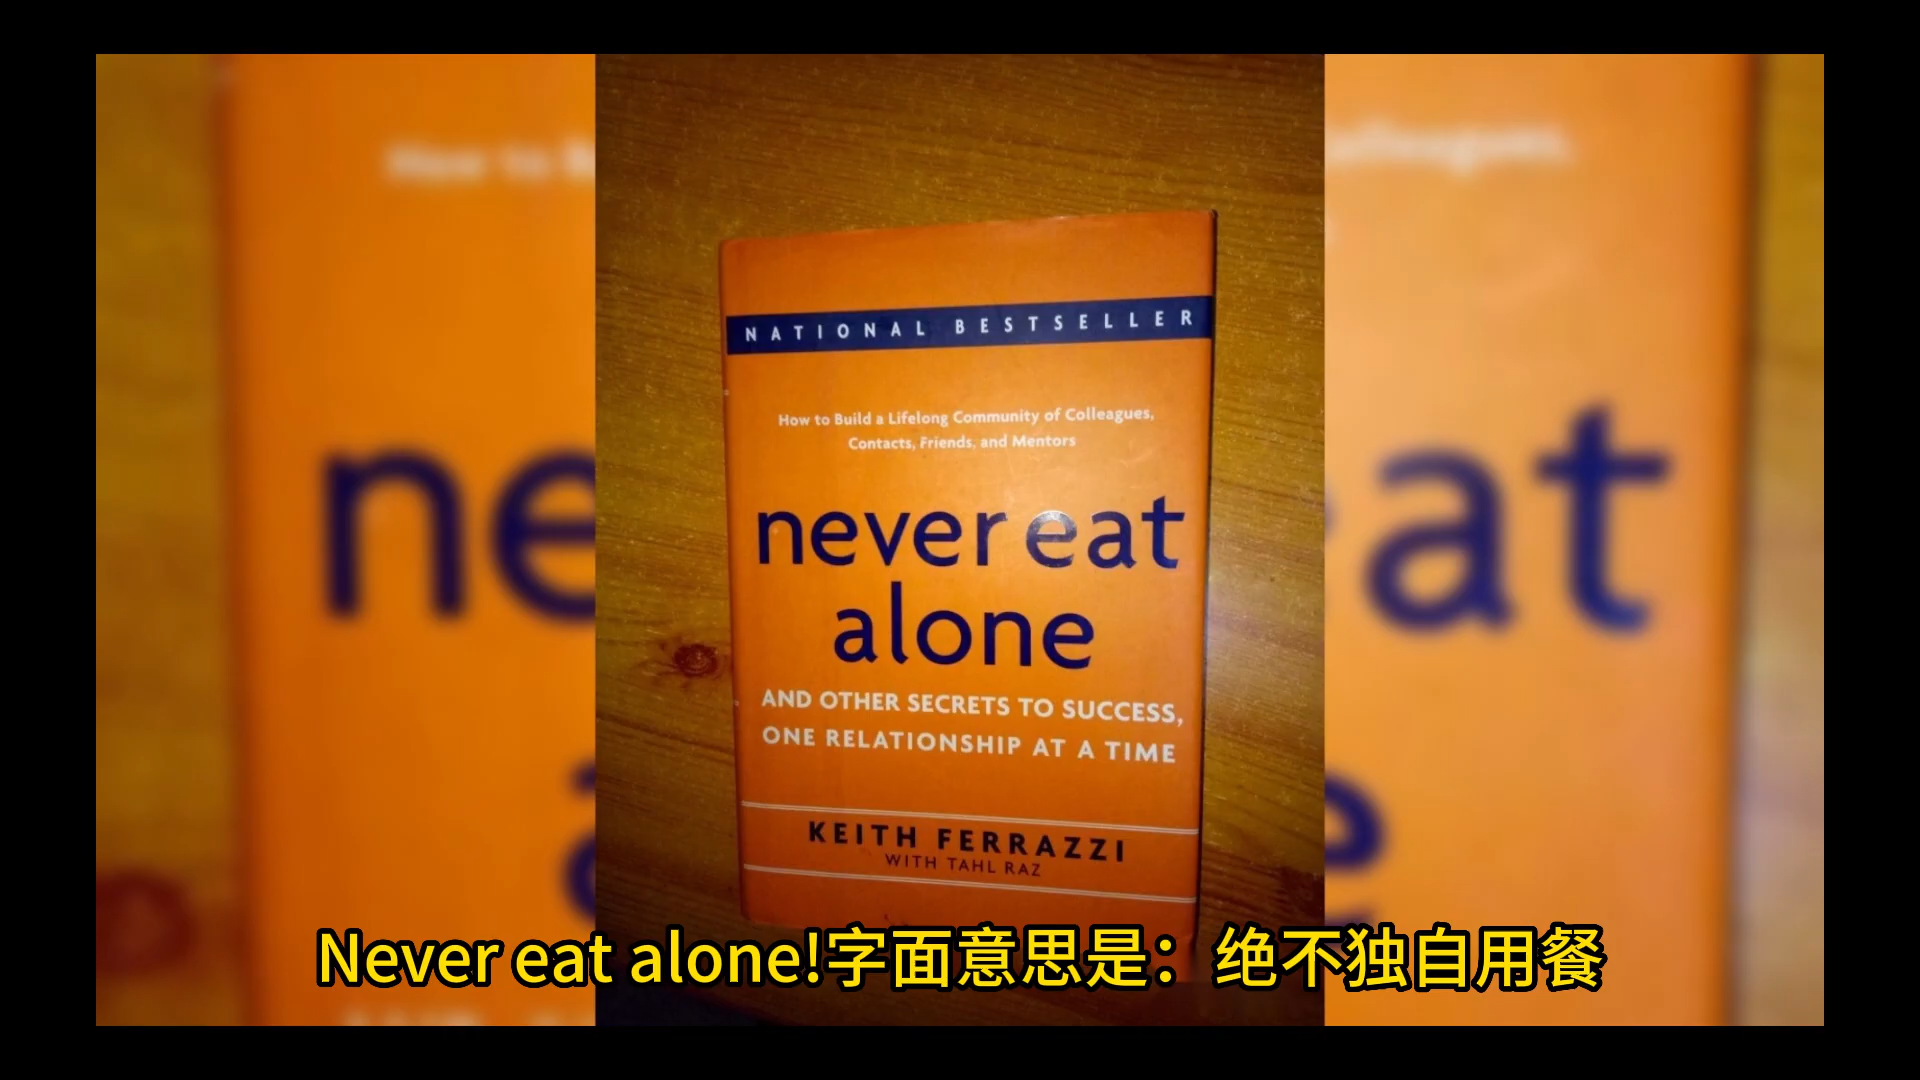 NATIONAL BESTSELLER
How to Build a Lifelong Community of Colleagues,
Contacts, Friends, and Mentors
never eat
alone
AND OTHER SECRETS TO SUCCESS,
ONE RELATIONSHIP AT A TIME
KEITH FERRAZZI
WITH TAHL RAZ
Never eat alone!字面意思是：绝不独自用餐